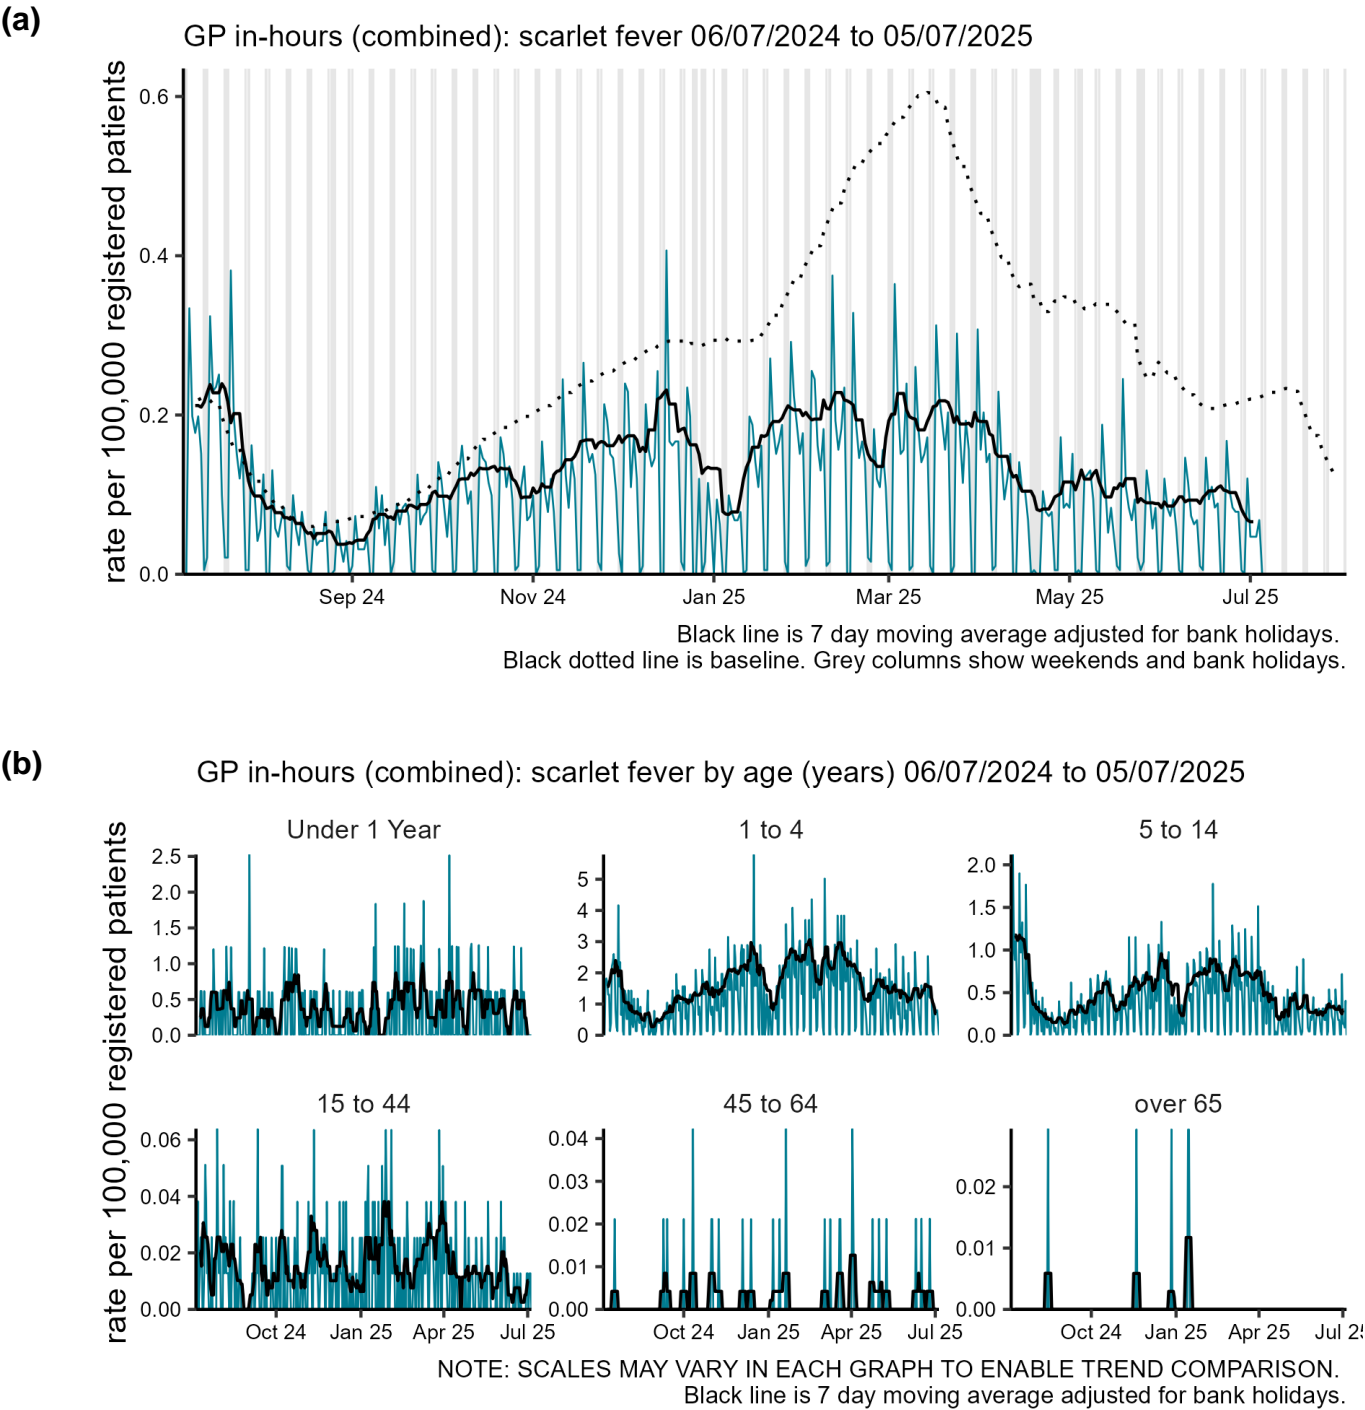 (a)
GP in-hours (combined): scarlet fever 06/07/2024 to 05/07/2025
rate per 100,000 registered patients
0.6
0.4
0.2
0.0
Sep 24 Nov 24 Jan 25 Mar 25 May 25 Jul 25
Black line is 7 day moving average adjusted for bank holidays.
Black dotted line is baseline. Grey columns show weekends and bank holidays.
(b)
GP in-hours (combined): scarlet fever by age (years) 06/07/2024 to 05/07/2025
rate per 100,000 registered patients
Under 1 Year
2.5
2.0
1.5
1.0
0.5
0.0
1 to 4
5
4
3
2
1
0
5 to 14
2.0
1.5
1.0
0.5
0.0
15 to 44
0.06
0.04
0.02
0.00
Oct 24 Jan 25 Apr 25 Jul 25
45 to 64
0.04
0.03
0.02
0.01
0.00
Oct 24 Jan 25 Apr 25 Jul 25
over 65
0.02
0.01
0.00
Oct 24 Jan 25 Apr 25 Jul 25
NOTE: SCALES MAY VARY IN EACH GRAPH TO ENABLE TREND COMPARISON.
Black line is 7 day moving average adjusted for bank holidays.